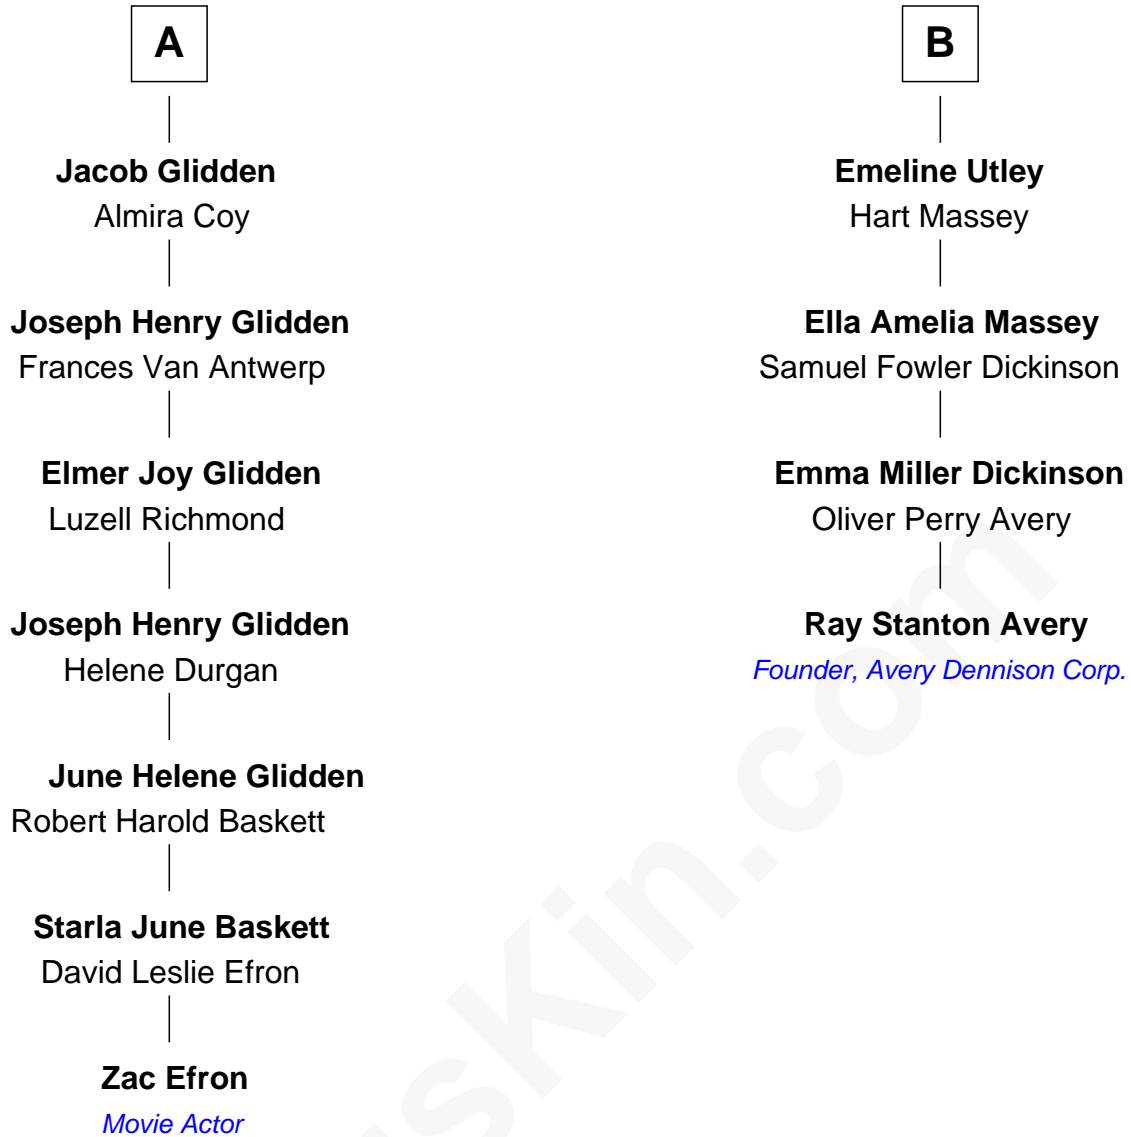 A
Jacob Glidden
Almira Coy
Joseph Henry Glidden
Frances Van Antwerp
Elmer Joy Glidden
Luzell Richmond
Joseph Henry Glidden
Helene Durgan
June Helene Glidden
Robert Harold Baskett
Starla June Baskett
David Leslie Efron
Zac Efron
Movie Actor
B
Emeline Utley
Hart Massey
Ella Amelia Massey
Samuel Fowler Dickinson
Emma Miller Dickinson
Oliver Perry Avery
Ray Stanton Avery
Founder, Avery Dennison Corp.
sKin.com